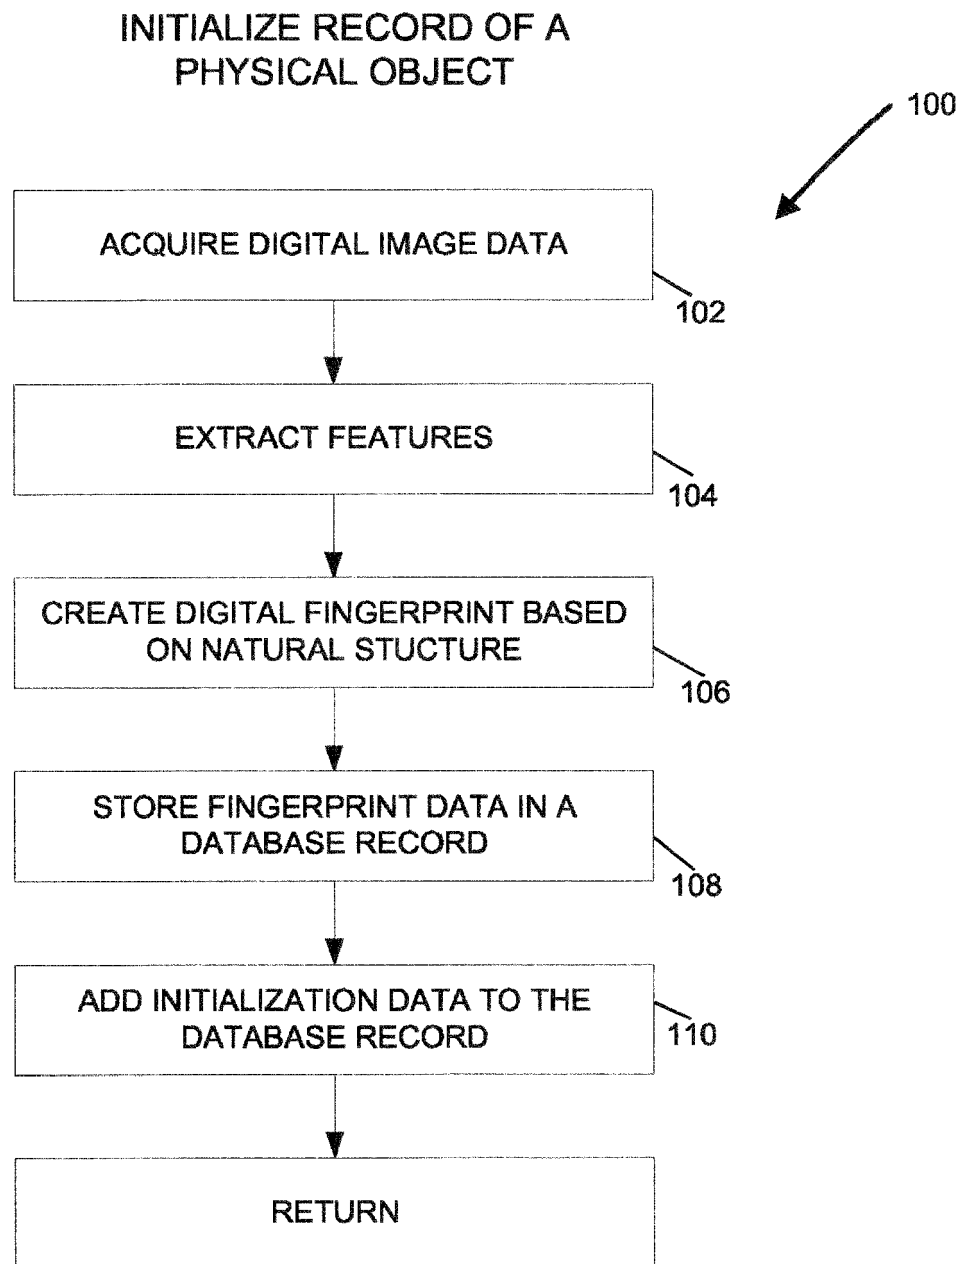 INITIALIZE RECORD OF A
PHYSICAL OBJECT
100
ACQUIRE DIGITAL IMAGE DATA
102
EXTRACT FEATURES
104
CREATE DIGITAL FINGERPRINT BASED
ON NATURAL STUCTURE
106
STORE FINGERPRINT DATA IN A
DATABASE RECORD
108
ADD INITIALIZATION DATA TO THE
DATABASE RECORD
110
RETURN